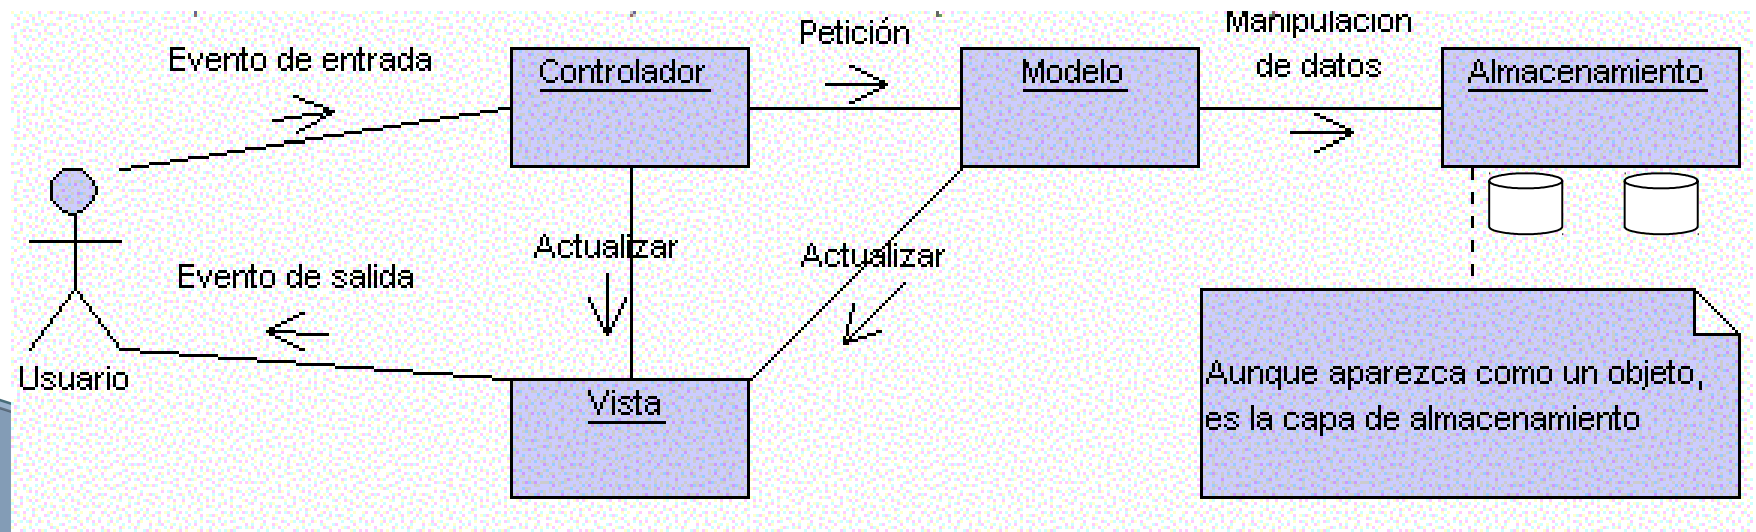 Evento de entrada
Controlador
Petición
Modelo
Manipulación
de datos
Almacenamiento
Actualizar
Actualizar
Evento de salida
Usuario
Vista
Aunque aparezca como un objeto,
es la capa de almacenamiento